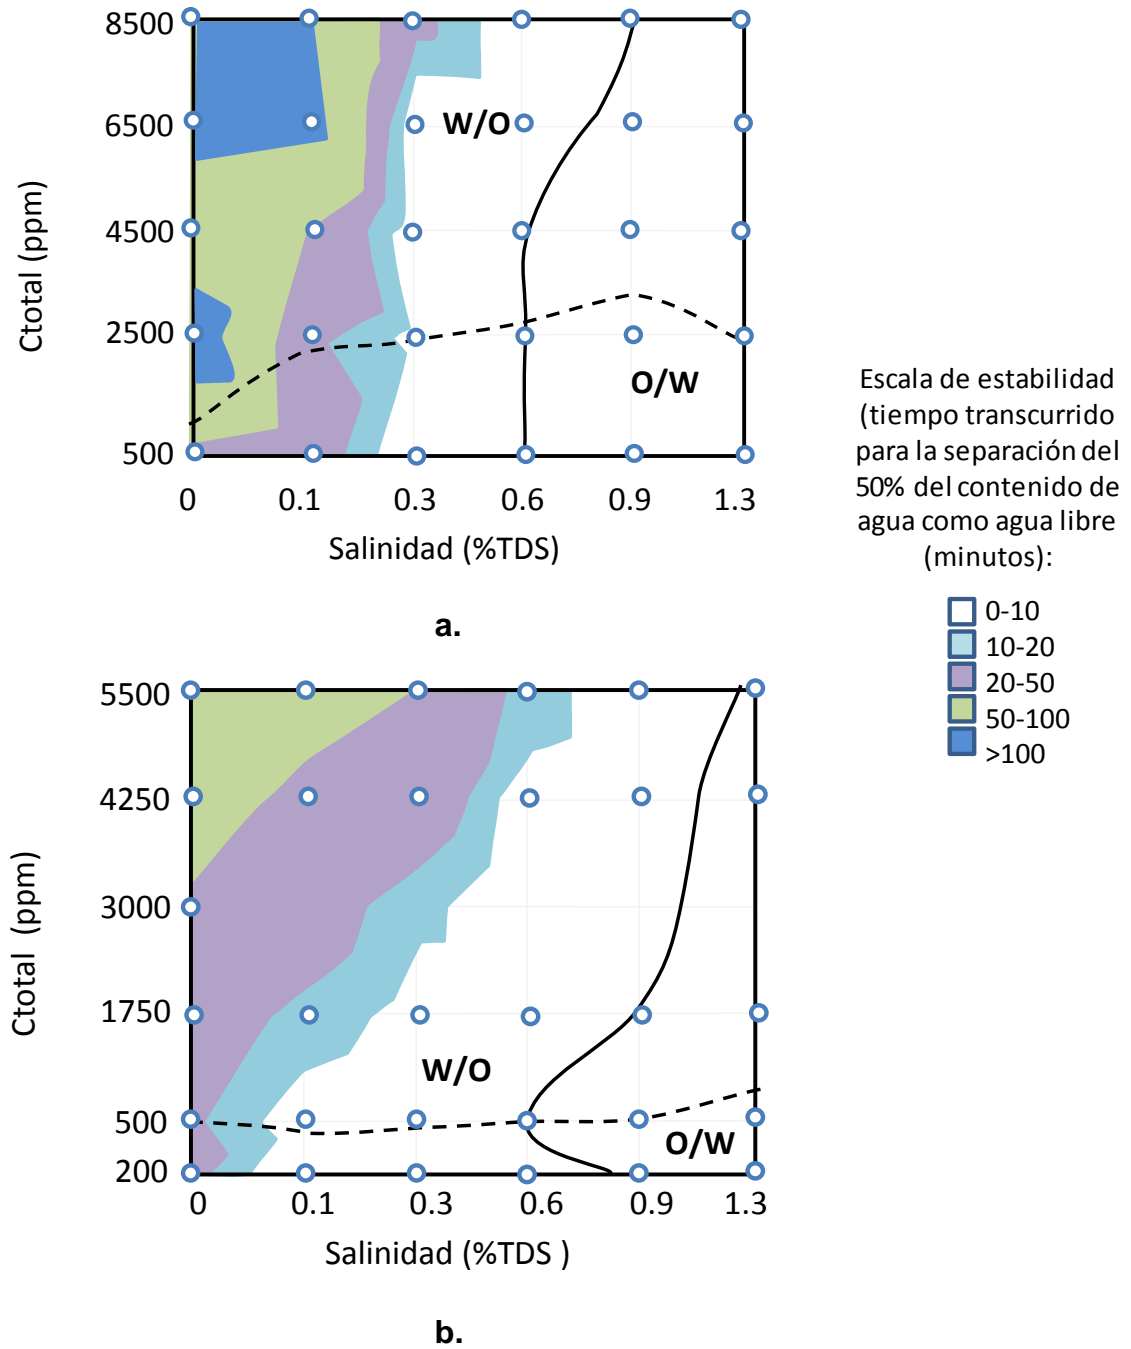 8500
6500
4500
2500
500
Ctotal (ppm)
W/O
O/W
0 0.1 0.3 0.6 0.9 1.3
Salinidad (%TDS)
a.
Escala de estabilidad
(tiempo transcurrido
para la separación del
50% del contenido de
agua como agua libre
(minutos):
0-10
10-20
20-50
50-100
>100
5500
4250
3000
1750
500
200
Ctotal (ppm)
W/O
O/W
0 0.1 0.3 0.6 0.9 1.3
Salinidad (%TDS )
b.